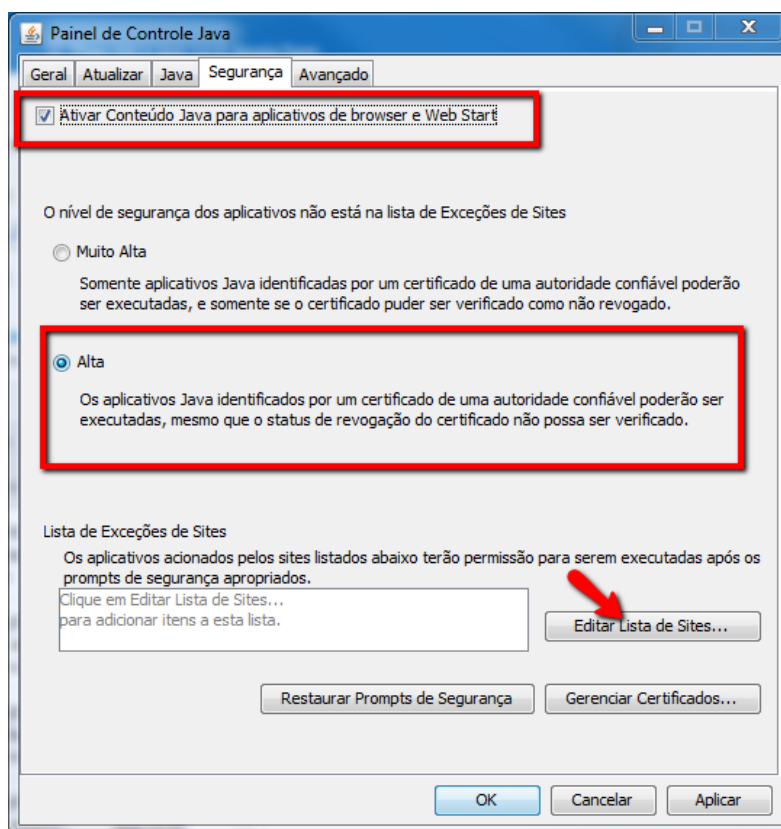 Painel de Controle Java
Geral Atualizar Java Segurança Avançado
Ativar Conteúdo Java para aplicativos de browser e Web Start
O nível de segurança dos aplicativos não está na lista de Exceções de Sites
Muito Alta
Somente aplicativos Java identificadas por um certificado de uma autoridade confiável poderão
ser executadas, e somente se o certificado puder ser verificado como não revogado.
Alta
Os aplicativos Java identificados por um certificado de uma autoridade confiável poderão ser
executadas, mesmo que o status de revogação do certificado não possa ser verificado.
Lista de Exceções de Sites
Os aplicativos acionados pelos sites listados abaixo terão permissão para serem executadas após os
prompts de segurança apropriados.
Clique em Editar Lista de Sites...
para adicionar itens a esta lista.
Editar Lista de Sites...
Restaurar Prompts de Segurança Gerenciar Certificados...
OK Cancelar Aplicar